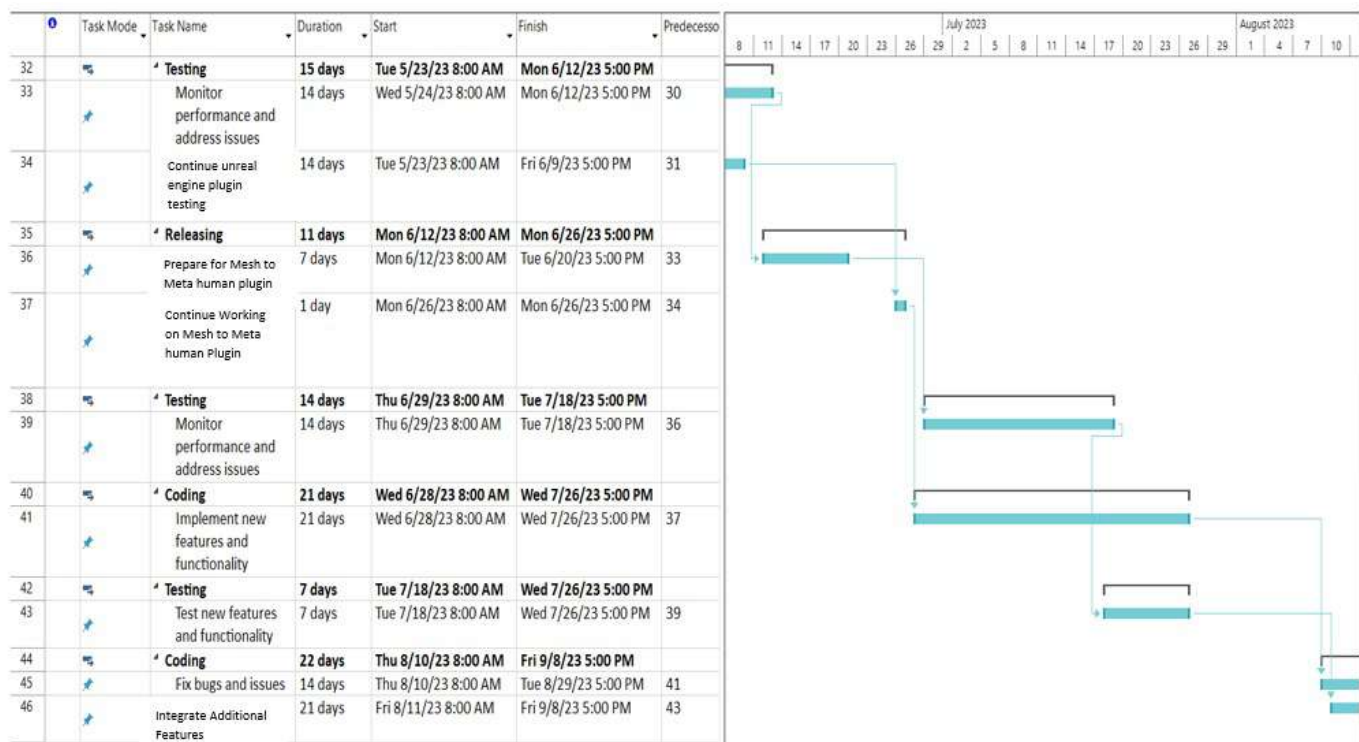 Task Mode Task Name Duration Start Finish Predecesso
July 2023 August 2023
8 11 14 17 20 23 26 29 2 5 8 11 14 17 20 23 26 29 1 4 7 10
32 Testing 15 days Tue 5/23/23 8:00 AM Mon 6/12/23 5:00 PM
33 Monitor 14 days Wed 5/24/23 8:00 AM Mon 6/12/23 5:00 PM 30
performance and
address issues
34 Continue unreal 14 days Tue 5/23/23 8:00 AM Fri 6/9/23 5:00 PM 31
engine plugin
testing
35 Releasing 11 days Mon 6/12/23 8:00 AM Mon 6/26/23 5:00 PM
36 Prepare for Mesh to 7 days Mon 6/12/23 8:00 AM Tue 6/20/23 5:00 PM 33
Meta human plugin
37 Continue Working 1 day Mon 6/26/23 8:00 AM Mon 6/26/23 5:00 PM 34
on Mesh to Meta
human Plugin
38 Testing 14 days Thu 6/29/23 8:00 AM Tue 7/18/23 5:00 PM
39 Monitor 14 days Thu 6/29/23 8:00 AM Tue 7/18/23 5:00 PM 36
performance and
address issues
40 Coding 21 days Wed 6/28/23 8:00 AM Wed 7/26/23 5:00 PM
41 Implement new 21 days Wed 6/28/23 8:00 AM Wed 7/26/23 5:00 PM 37
features and
functionality
42 Testing 7 days Tue 7/18/23 8:00 AM Wed 7/26/23 5:00 PM
43 Test new features 7 days Tue 7/18/23 8:00 AM Wed 7/26/23 5:00 PM 39
and functionality
44 Coding 22 days Thu 8/10/23 8:00 AM Fri 9/8/23 5:00 PM
45 Fix bugs and issues 14 days Thu 8/10/23 8:00 AM Tue 8/29/23 5:00 PM 41
46 Integrate Additional 21 days Fri 8/11/23 8:00 AM Fri 9/8/23 5:00 PM 43
Features